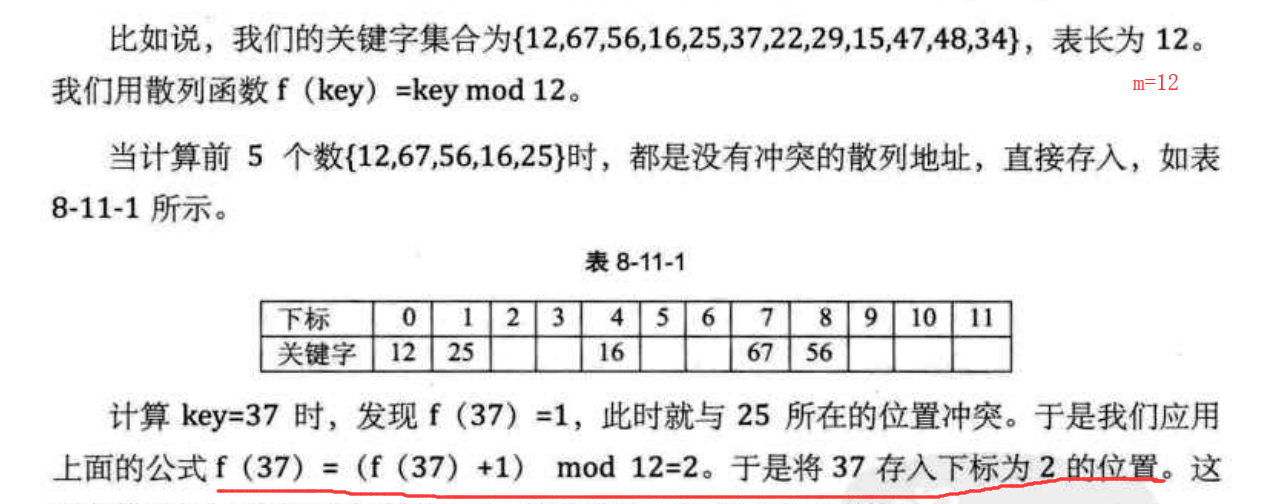 比如说，我们的关键字集合为{12,67,56,16,25,37,22,29,15,47,48,34}，表长为 12。
我们用散列函数 f（key）=key mod 12。
m=12
当计算前 5 个数{12,67,56,16,25}时，都是没有冲突的散列地址，直接存入，如表
8-11-1 所示。
表 8-11-1
下标 0 1 2 3 4 5 6 7 8 9 10 11
关键字 12 25 16 67 56
计算 key=37 时，发现 f（37）=1，此时就与 25 所在的位置冲突。于是我们应用
上面的公式 f（37）=（f（37）+1） mod 12=2。于是将 37 存入下标为 2 的位置。这